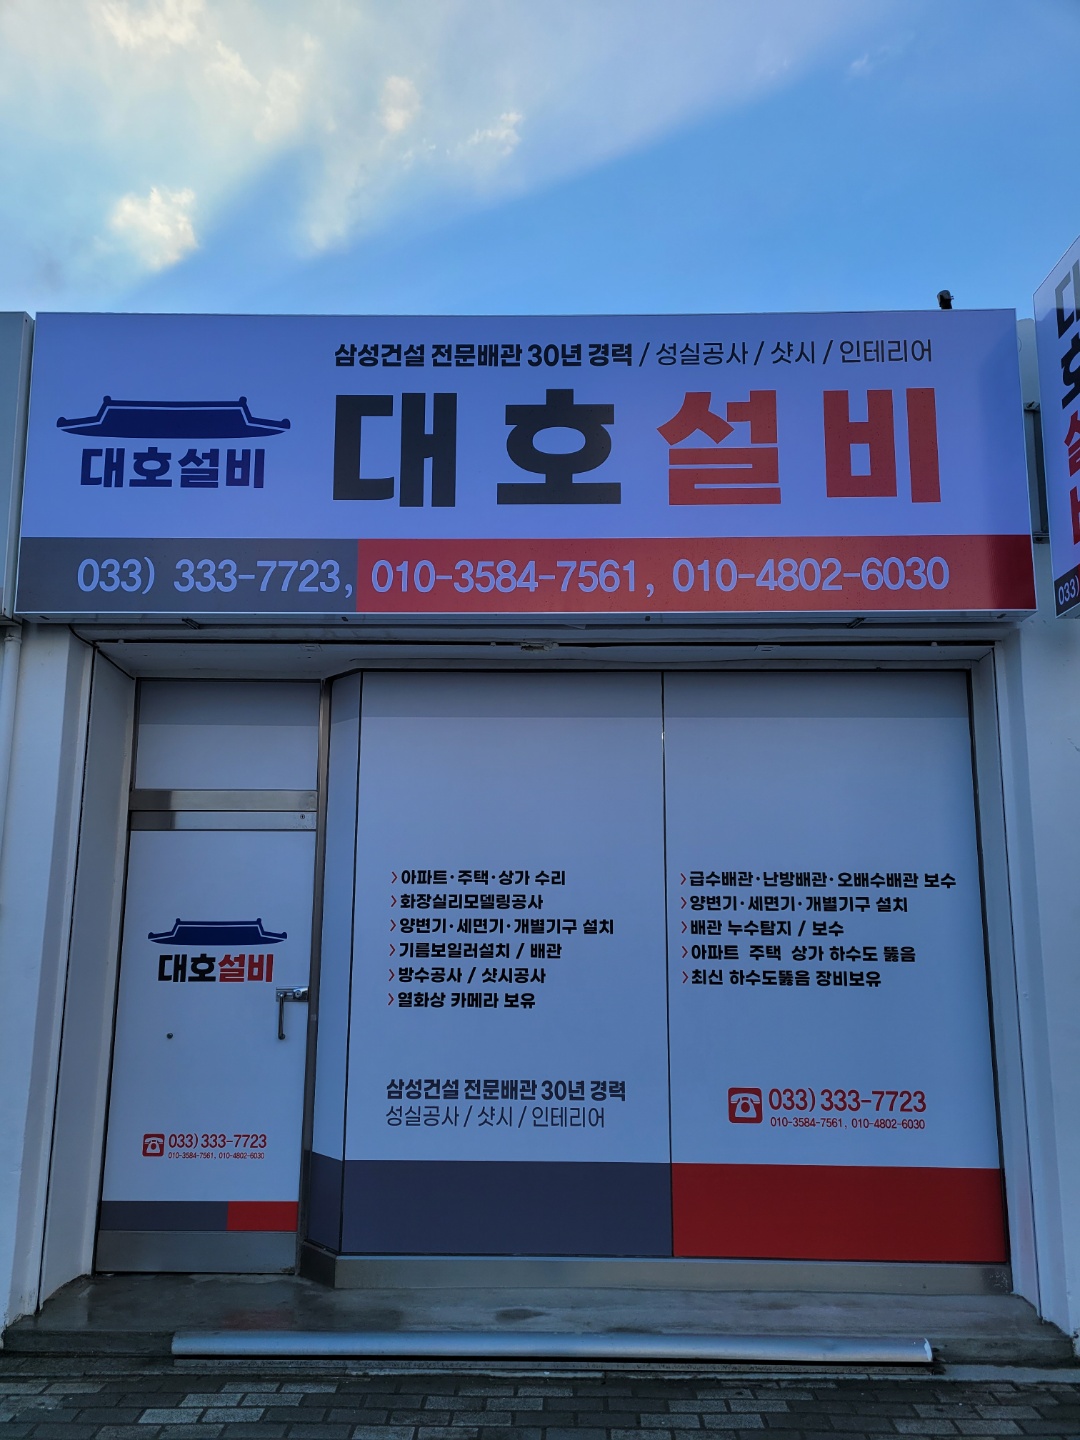 삼성건설 전문배관 30년 경력 / 성실공사 / 샷시 / 인테리어
대호설비
대호설비
033) 333-7723, 010-3584-7561, 010-4802-6030
대호설비
033)
대호설비
033) 333-7723
010-3584-7561, 010-4802-6030
>아파트·주택·상가 수리
>화장실리모델링공사
>양변기·세면기·개별기구 설치
>기름보일러설치 / 배관
>방수공사 / 샷시공사
>열화상 카메라 보유
삼성건설 전문배관 30년 경력
성실공사 / 샷시 / 인테리어
>급수배관·난방배관·오배수배관 보수
>양변기·세면기·개별기구 설치
>배관 누수탐지 / 보수
>아파트 주택 상가 하수도 뚫음
>최신 하수도뚫음 장비보유
033) 333-7723
010-3584-7561, 010-4802-6030